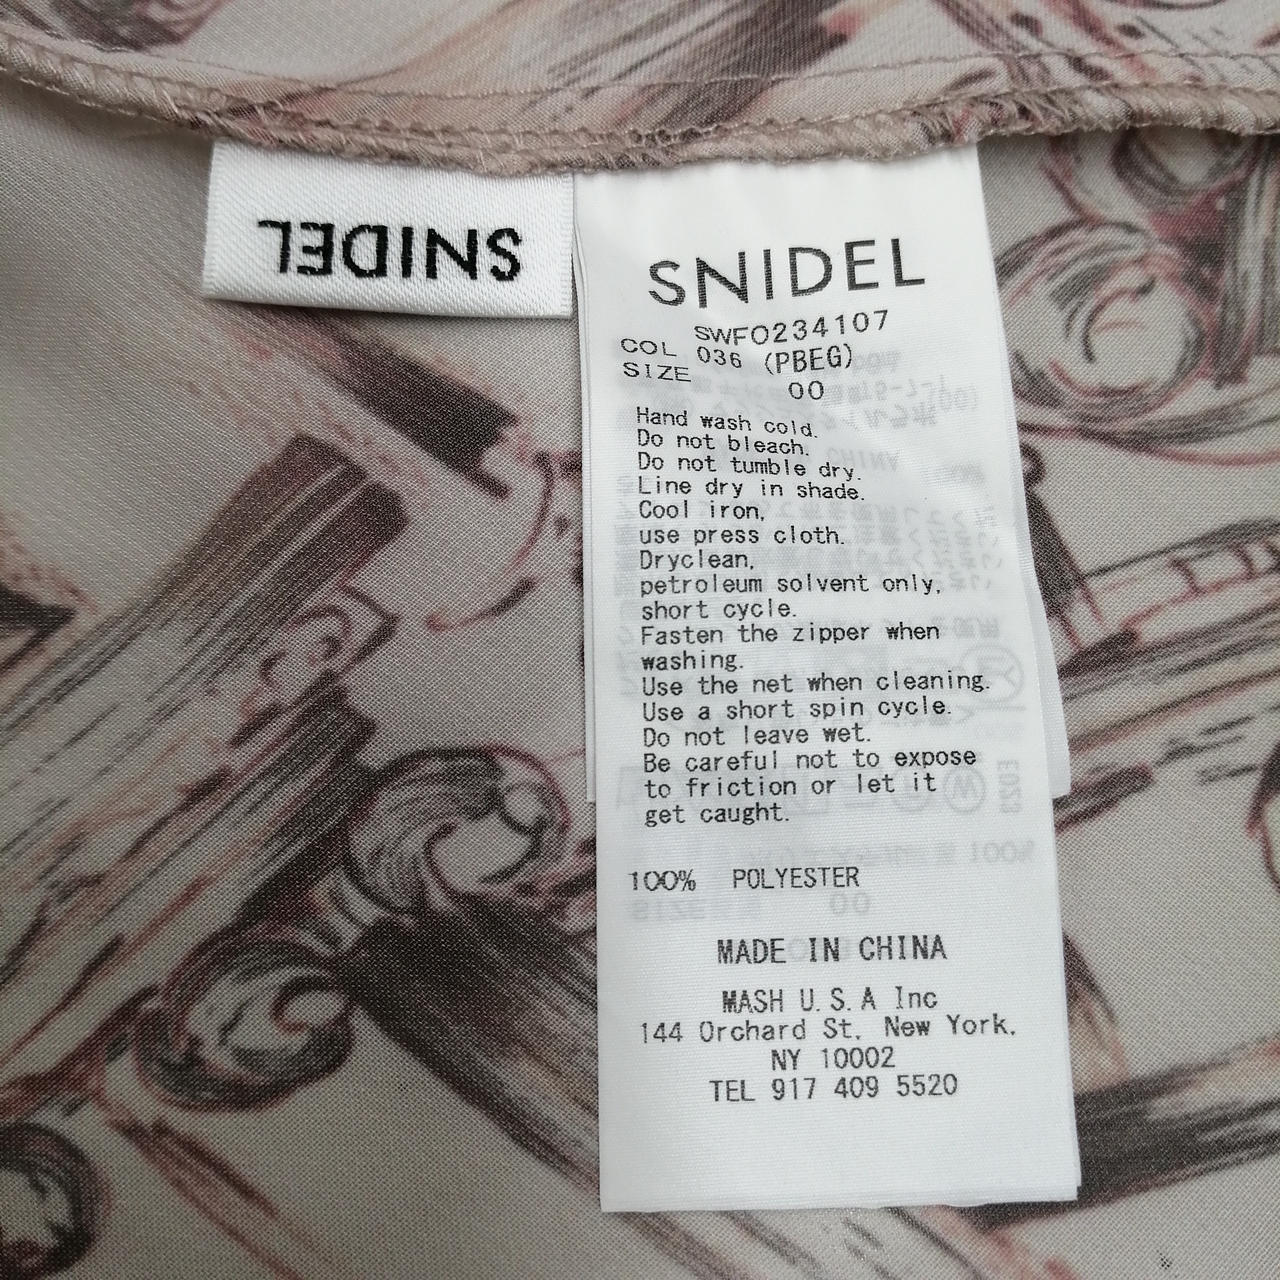 SNIDEL
SNIDEL
SWFO234107
COL 036 (PBEG)
SIZE 00
Hand wash cold.
Do not bleach.
Do not tumble dry.
Line dry in shade.
Cool iron,
use press cloth.
Dryclean,
petroleum solvent only,
short cycle.
Fasten the zipper when
washing.
Use the net when cleaning.
Use a short spin cycle.
Do not leave wet.
Be careful not to expose
to friction or let it
get caught.
100% POLYESTER
MADE IN CHINA
MASH U.S.A Inc
144 Orchard St, New York.
NY 10002
TEL 917 409 5520